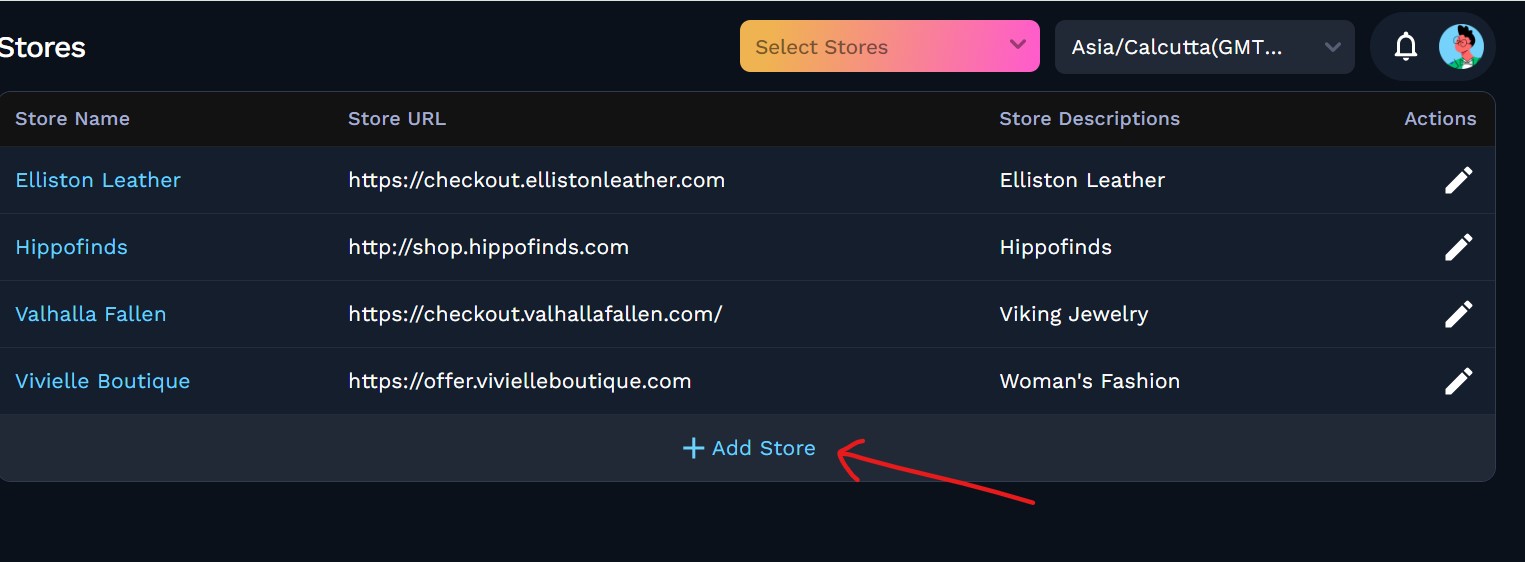 Stores
Select Stores
Asia/Calcutta(GMT...
Store Name Store URL Store Descriptions Actions
Elliston Leather https://checkout.ellistonleather.com Elliston Leather
Hippofinds http://shop.hippofinds.com Hippofinds
Valhalla Fallen https://checkout.valhallafallen.com/ Viking Jewelry
Vivielle Boutique https://offer.vivielleboutique.com Woman's Fashion
+ Add Store